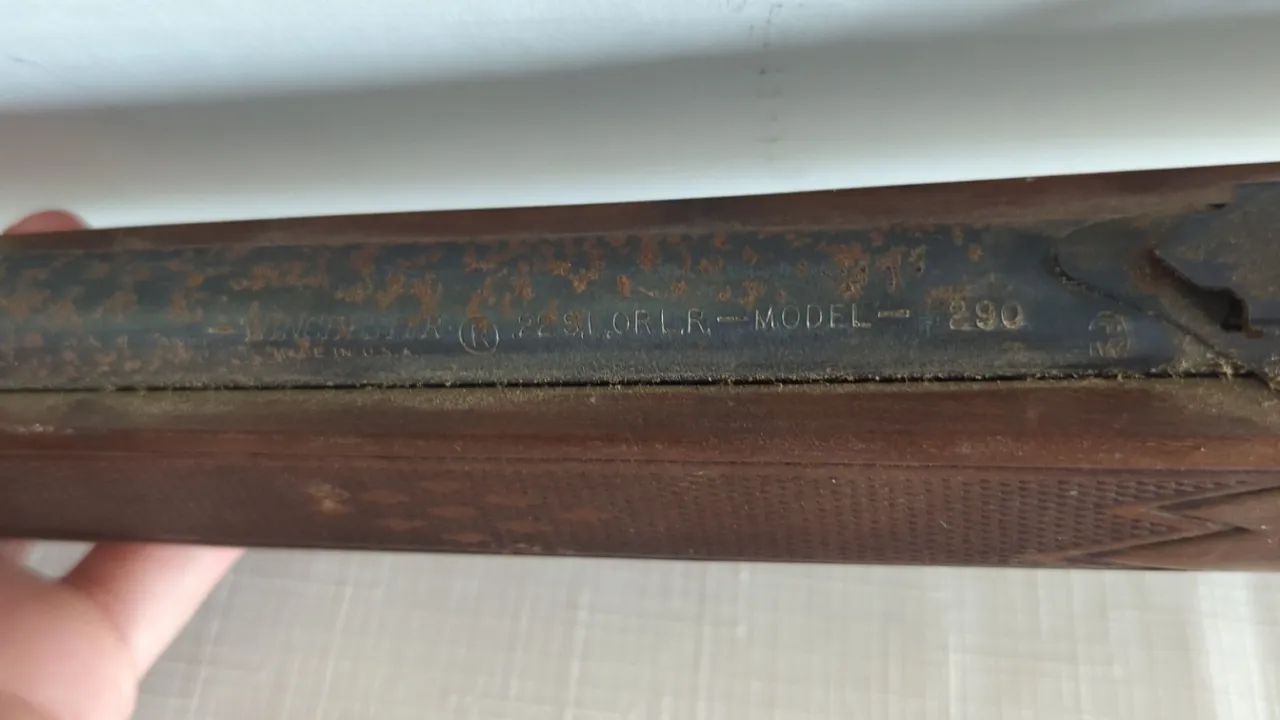 -WINCHESTER ® .22 S.L.OR L.R.-MODEL- 290
MADE IN U.S.A.